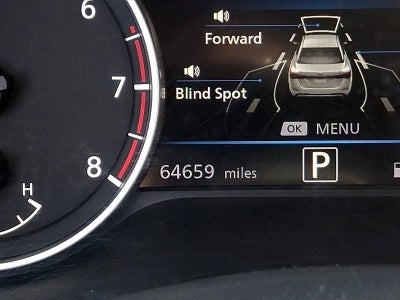 6
Forward
7
Blind Spot
OK MENU
8
64659 miles P
H